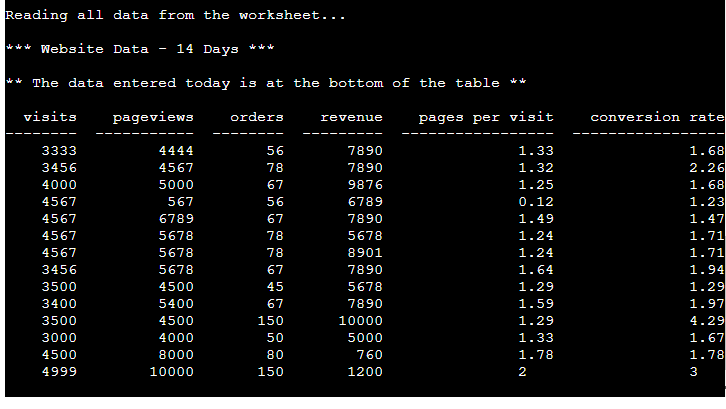 Reading all data from the worksheet...
*** Website Data - 14 Days ***
** The data entered today is at the bottom of the table **
visits pageviews orders revenue pages per visit conversion rate
-------- ----------- -------- --------- ----------------- -----------------
3333 4444 56 7890 1.33 1.68
3456 4567 78 7890 1.32 2.26
4000 5000 67 9876 1.25 1.68
4567 567 56 6789 0.12 1.23
4567 6789 67 7890 1.49 1.47
4567 5678 78 5678 1.24 1.71
4567 5678 78 8901 1.24 1.71
3456 5678 67 7890 1.64 1.94
3500 4500 45 5678 1.29 1.29
3400 5400 67 7890 1.59 1.97
3500 4500 150 10000 1.29 4.29
3000 4000 50 5000 1.33 1.67
4500 8000 80 760 1.78 1.78
4999 10000 150 1200 2 3